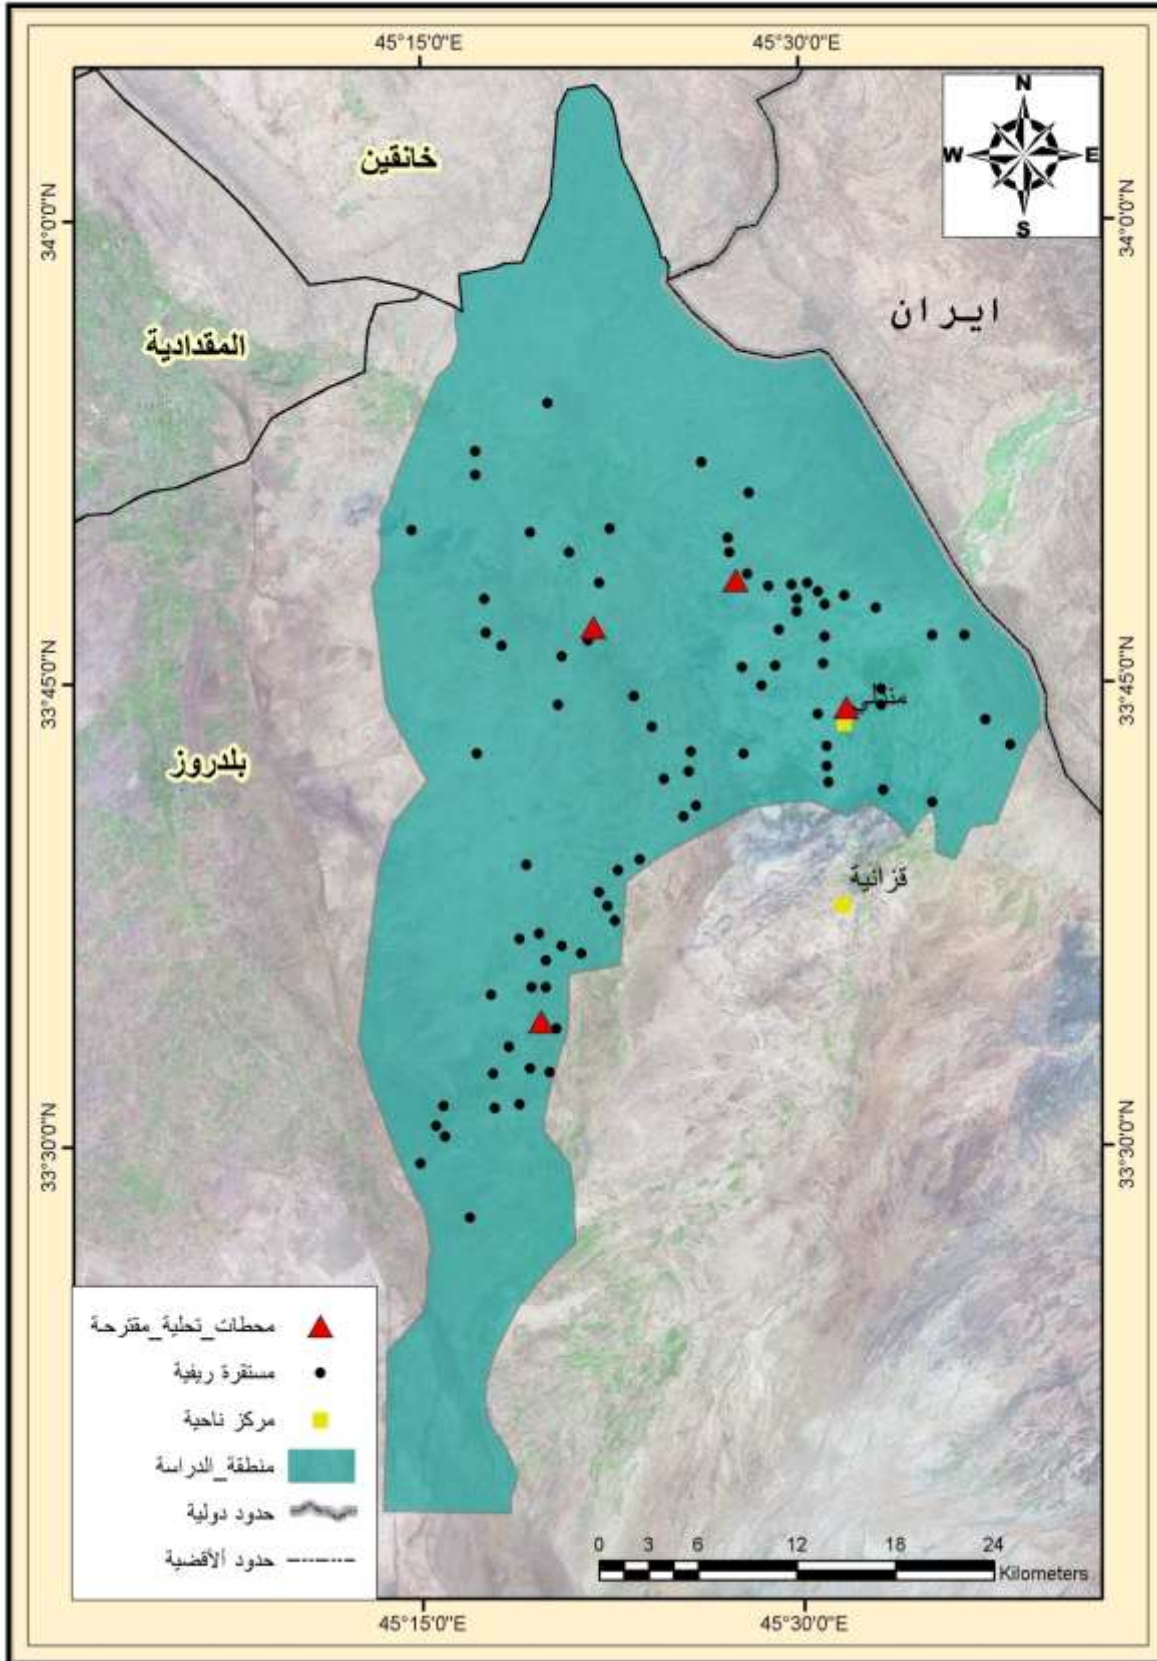 45°15'0"E
45°30'0"E
N
W
E
S
خانقين
34°0'0"N
34°0'0"N
ايران
المقدادية
33°45'0"N
33°45'0"N
مندلي
بلدروز
قزانية
33°30'0"N
33°30'0"N
محطات_تحلية_مقترحة
مستقرة ريفية
مركز ناحية
منطقة_الدراسة
حدود دولية
حدود الأقضية
0 3 6 12 18 24
Kilometers
45°15'0"E
45°30'0"E